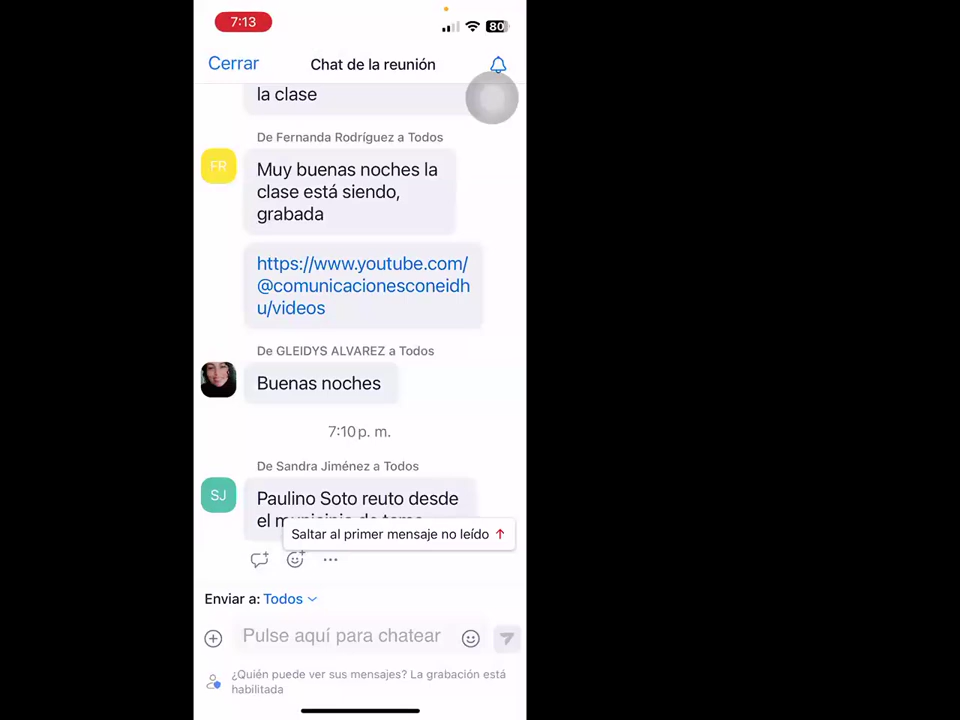 7:13
80
Cerrar
Chat de la reunión
la clase
De Fernanda Rodríguez a Todos
FR
Muy buenas noches la
clase está siendo,
grabada
https://www.youtube.com/
@comunicacionesconeidh
u/videos
De GLEIDYS ALVAREZ a Todos
Buenas noches
7:10 p. m.
De Sandra Jiménez a Todos
SJ
Paulino Soto reuto desde
el
Saltar al primer mensaje no leído ↑
Enviar a: Todos
Pulse aquí para chatear
¿Quién puede ver sus mensajes? La grabación está
habilitada